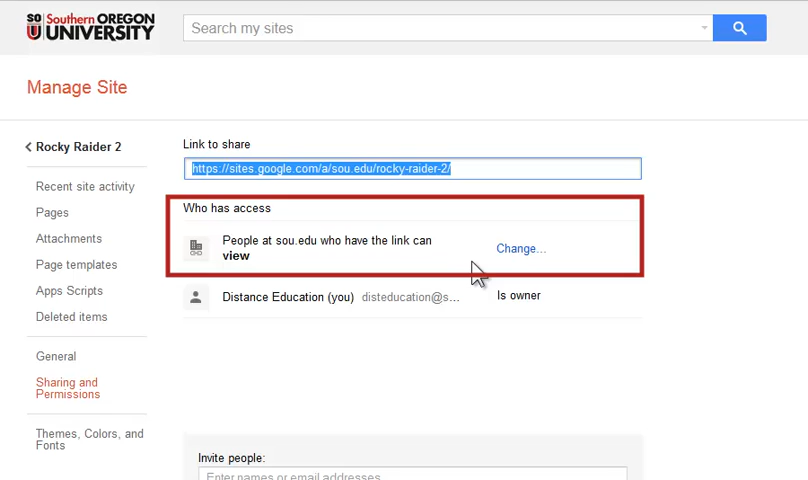 SO
U
Southern OREGON
UNIVERSITY
Search my sites
Manage Site
Rocky Raider 2
Recent site activity
Pages
Attachments
Page templates
Apps Scripts
Deleted items
General
Sharing and
Permissions
Themes, Colors, and
Fonts
Link to share
https://sites.google.com/a/sou.edu/rocky-raider-2/
Who has access
People at sou.edu who have the link can
view
Change...
Distance Education (you) disteducation@s...
Is owner
Invite people:
Enter names or email addresses